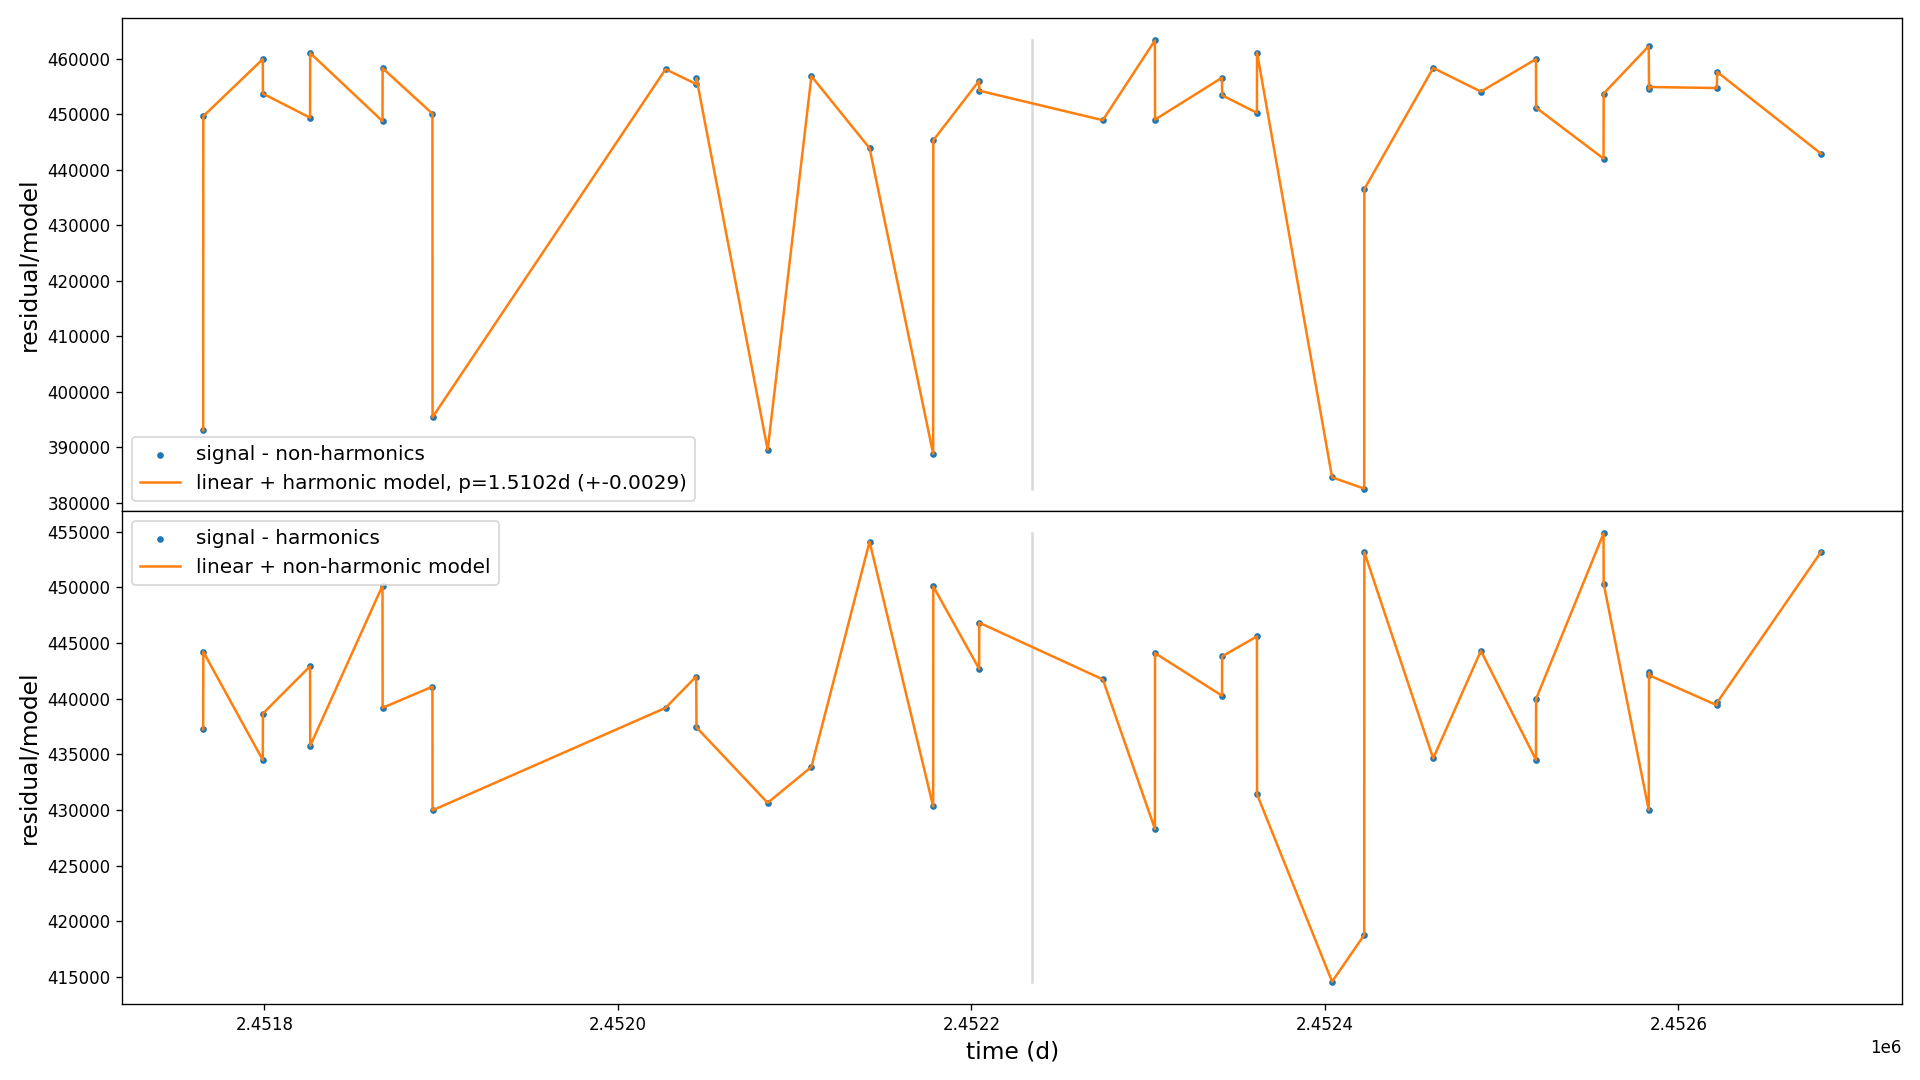 residual/model
460000
450000
440000
430000
420000
410000
400000
390000
380000
signal - non-harmonics
linear + harmonic model, p=1.5102d (+-0.0029)
residual/model
455000
450000
445000
440000
435000
430000
425000
420000
415000
signal - harmonics
linear + non-harmonic model
2.4518
2.4520
2.4522
2.4524
2.4526
time (d)
1e6